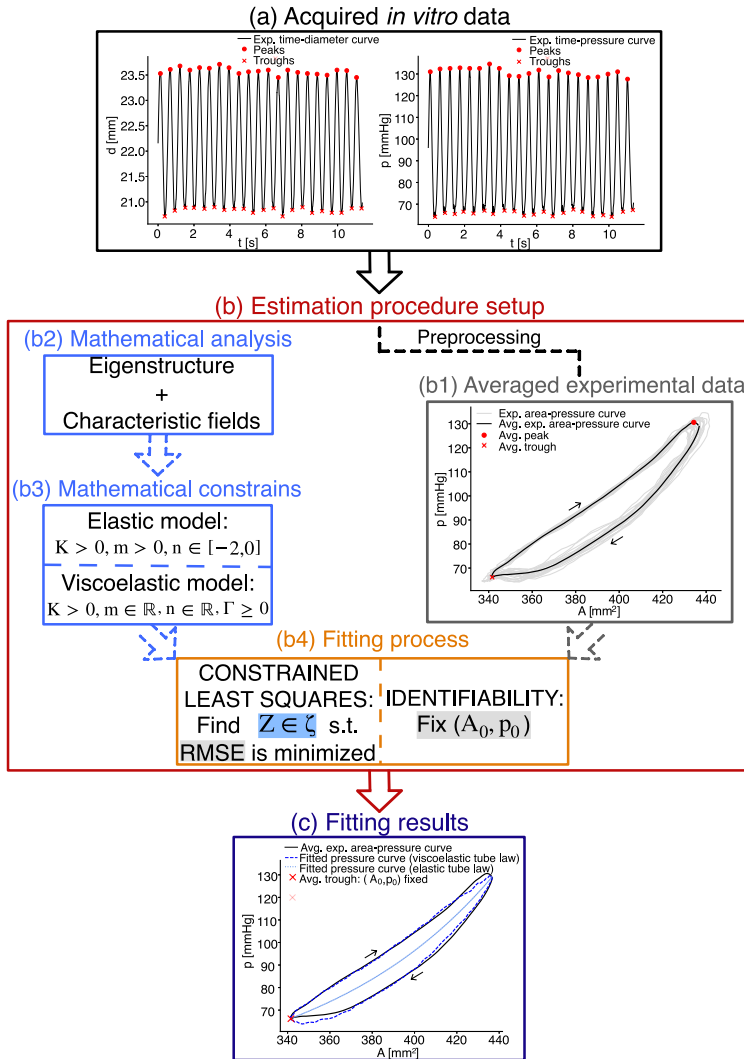 (a) Acquired in vitro data
Exp. time-diameter curve
Peaks
Troughs
23.5
23.0
22.5
22.0
21.5
21.0
d [mm]
0 2 4 6 8 10
t [s]
Exp. time-pressure curve
Peaks
Troughs
130
120
110
100
90
80
70
p [mmHg]
0 2 4 6 8 10
t [s]
(b) Estimation procedure setup
(b2) Mathematical analysis
Eigenstructure
+
Characteristic fields
Preprocessing
(b1) Averaged experimental data
Exp. area-pressure curve
Avg. exp. area-pressure curve
Avg. peak
Avg. trough
130
120
110
100
90
80
70
p [mmHg]
340 360 380 400 420 440
A [mm²]
(b3) Mathematical constrains
Elastic model:
K > 0, m > 0, n ∈ [−2,0]
Viscoelastic model:
K > 0, m ∈ ℝ, n ∈ ℝ, Γ ≥ 0
(b4) Fitting process
CONSTRAINED
LEAST SQUARES:
Find Z ∈ ζ s.t.
RMSE is minimized
IDENTIFIABILITY:
Fix (A₀, p₀)
(c) Fitting results
Avg. exp. area-pressure curve
Fitted pressure curve (viscoelastic tube law)
Fitted pressure curve (elastic tube law)
Avg. trough: (A₀,p₀) fixed
130
120
110
100
90
80
70
p [mmHg]
340 360 380 400 420 440
A [mm²]